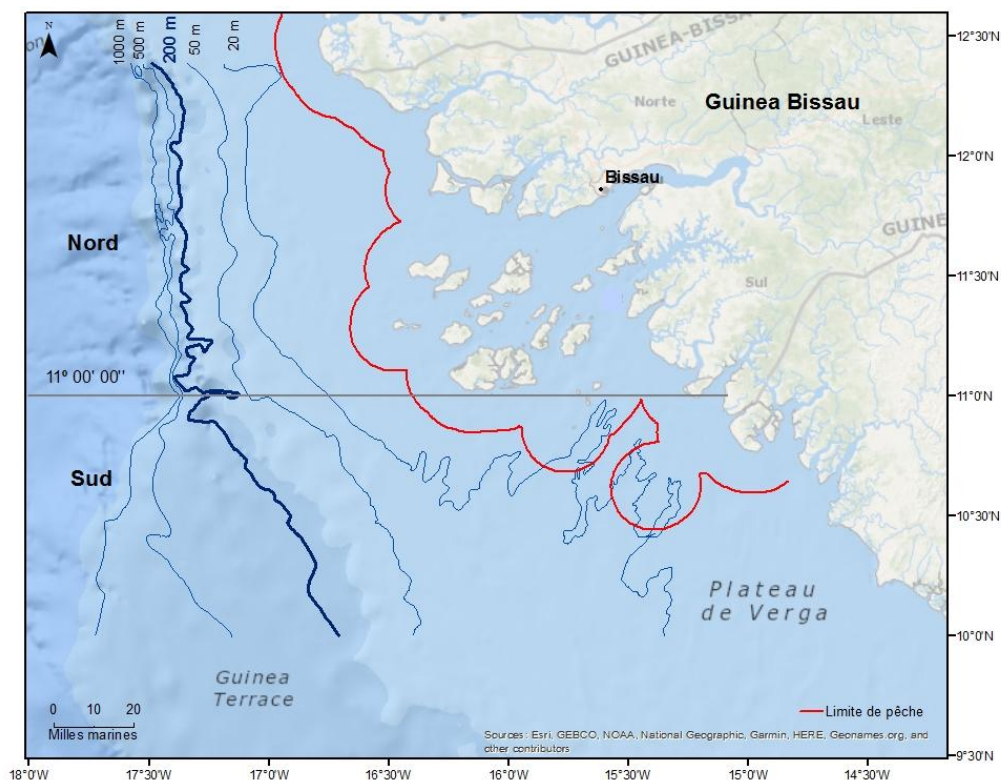 N
1000 m
500 m
200 m
50 m
20 m
GUINEA-BISSAU
Norte
Guinea Bissau
Leste
Bissau
GUINE
Nord
Sul
11º 00' 00"
Sud
Plateau
de Verga
Guinea
Terrace
0 10 20
Milles marines
Limite de pêche
Sources: Esri, GEBCO, NOAA, National Geographic, Garmin, HERE, Geonames.org, and
other contributors
12°30'N
12°0'N
11°30'N
11°0'N
10°30'N
10°0'N
9°30'N
18°0'W 17°30'W 17°0'W 16°30'W 16°0'W 15°30'W 15°0'W 14°30'W